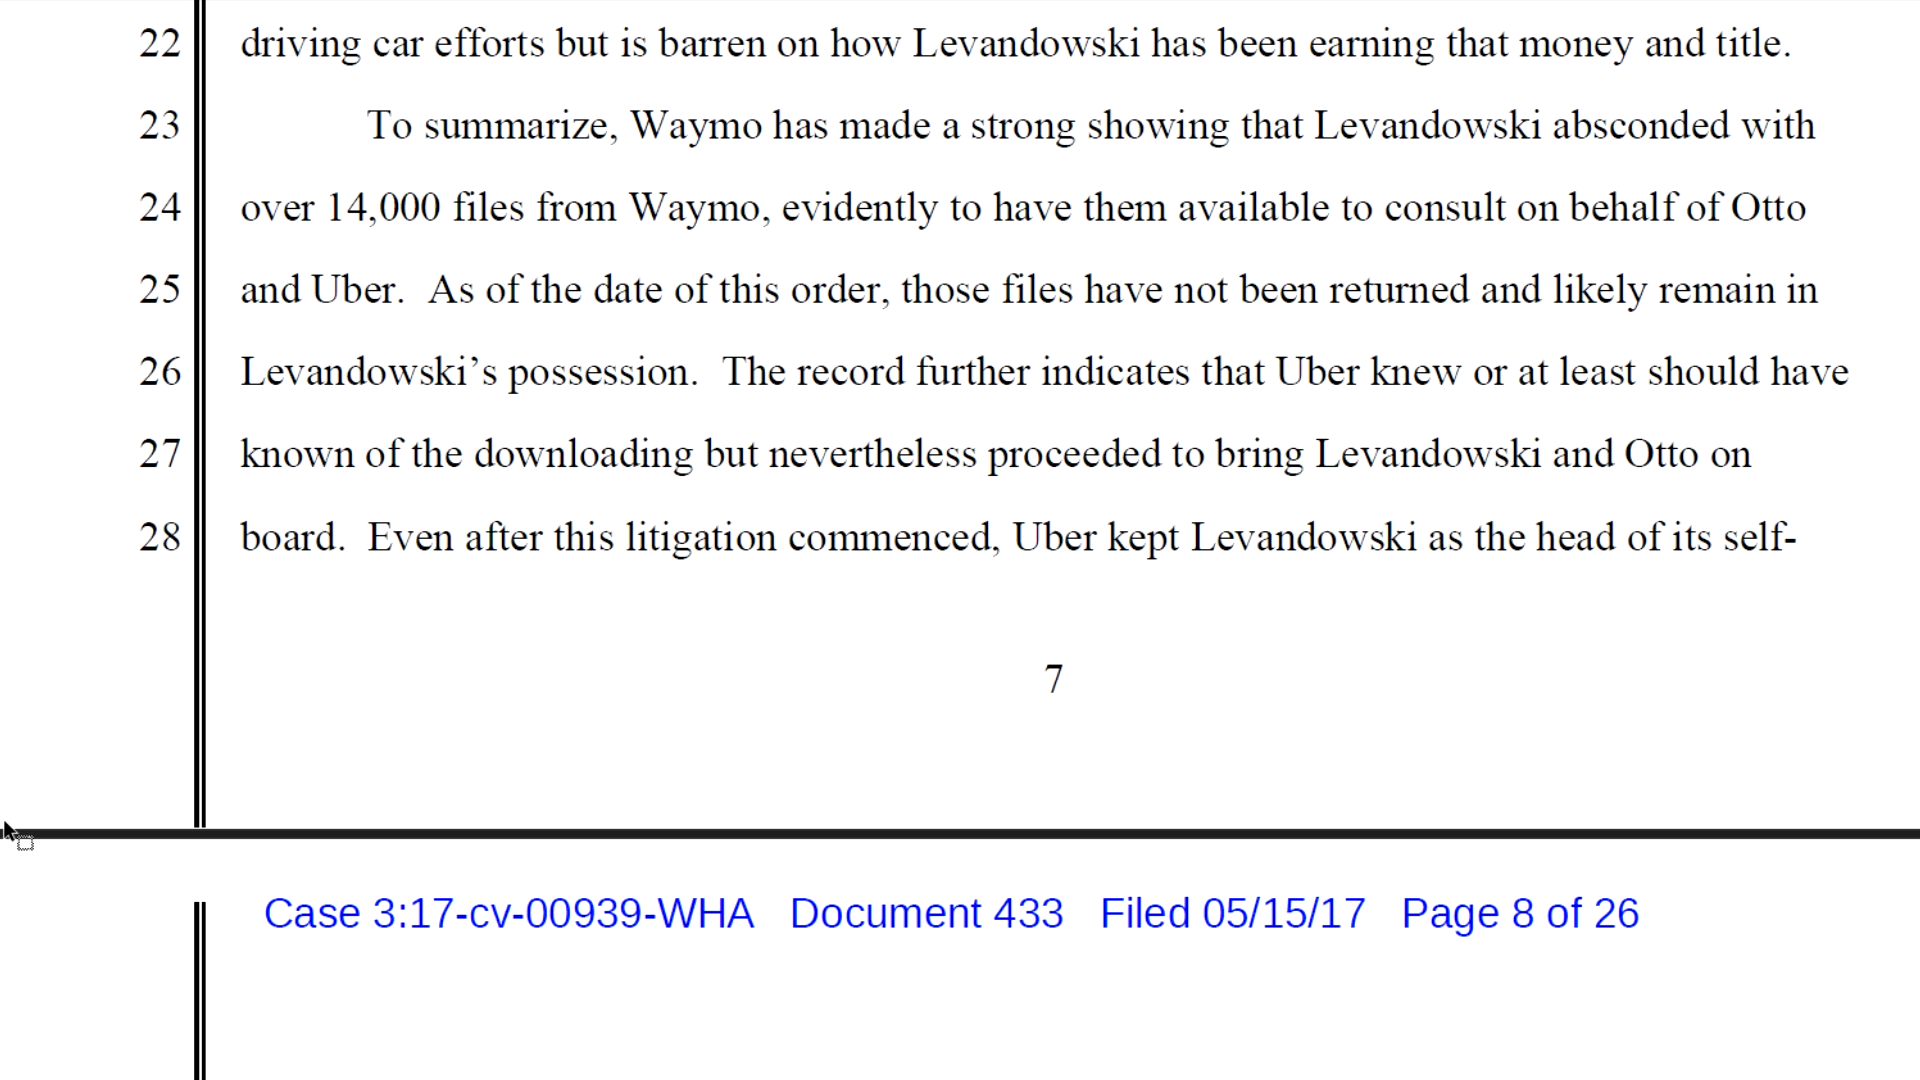 22 driving car efforts but is barren on how Levandowski has been earning that money and title.
23 To summarize, Waymo has made a strong showing that Levandowski absconded with
24 over 14,000 files from Waymo, evidently to have them available to consult on behalf of Otto
25 and Uber.  As of the date of this order, those files have not been returned and likely remain in
26 Levandowski’s possession.  The record further indicates that Uber knew or at least should have
27 known of the downloading but nevertheless proceeded to bring Levandowski and Otto on
28 board.  Even after this litigation commenced, Uber kept Levandowski as the head of its self-
7
Case 3:17-cv-00939-WHA   Document 433   Filed 05/15/17   Page 8 of 26